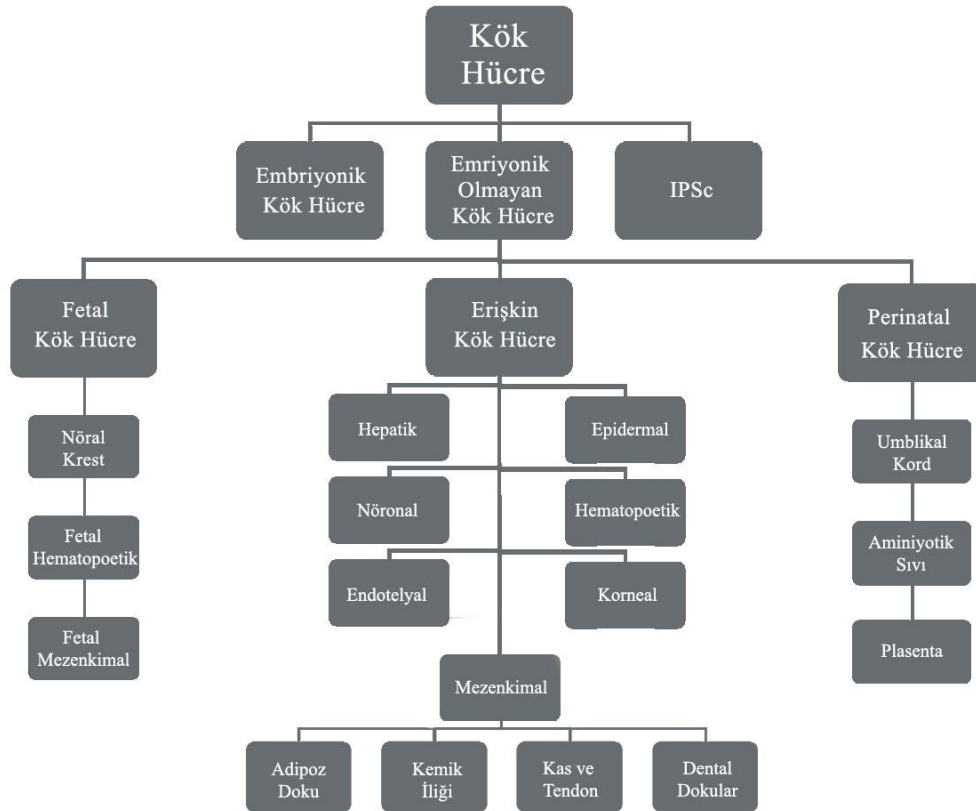 Kök
Hücre
Embriyonik
Kök Hücre
Emriyonik
Olmayan
Kök Hücre
IPSc
Fetal
Kök Hücre
Erişkin
Kök Hücre
Perinatal
Kök Hücre
Nöral
Krest
Fetal
Hematopoetik
Fetal
Mezenkimal
Hepatik
Epidermal
Nöronal
Hematopoetik
Endotelyal
Korneal
Mezenkimal
Adipoz
Doku
Kemik
İliği
Kas ve
Tendon
Dental
Dokular
Umblikal
Kord
Aminiyotik
Sıvı
Plasenta